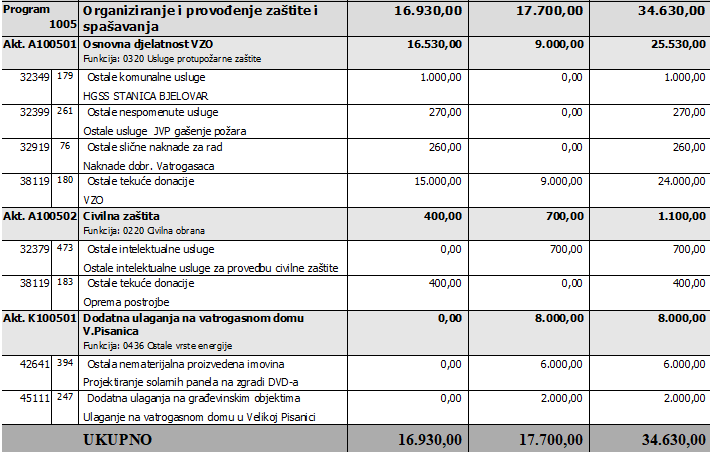 Program 1005 Organiziranje i provođenje zaštite i spašavanja 16.930,00 17.700,00 34.630,00
Akt. A100501 Osnovna djelatnost VZO 16.530,00 9.000,00 25.530,00
Funkcija: 0320 Usluge protupožarne zaštite
32349 179 Ostale komunalne usluge 1.000,00 0,00 1.000,00
HGSS STANICA BJELOVAR
32399 261 Ostale nespomenute usluge 270,00 0,00 270,00
Ostale usluge JVP gašenje požara
32919 76 Ostale slične naknade za rad 260,00 0,00 260,00
Naknade dobr. Vatrogasaca
38119 180 Ostale tekuće donacije 15.000,00 9.000,00 24.000,00
VZO
Akt. A100502 Civilna zaštita 400,00 700,00 1.100,00
Funkcija: 0220 Civilna obrana
32379 473 Ostale intelektualne usluge 0,00 700,00 700,00
Ostale intelektualne usluge za provedbu civilne zaštite
38119 183 Ostale tekuće donacije 400,00 0,00 400,00
Oprema postrojbe
Akt. K100501 Dodatna ulaganja na vatrogasnom domu 0,00 8.000,00 8.000,00
V.Pisanica
Funkcija: 0436 Ostale vrste energije
42641 394 Ostala nematerijalna proizvedena imovina 0,00 6.000,00 6.000,00
Projektiranje solarnih panela na zgradi DVD-a
45111 247 Dodatna ulaganja na građevinskim objektima 0,00 2.000,00 2.000,00
Ulaganje na vatrogasnom domu u Velikoj Pisanici
UKUPNO 16.930,00 17.700,00 34.630,00